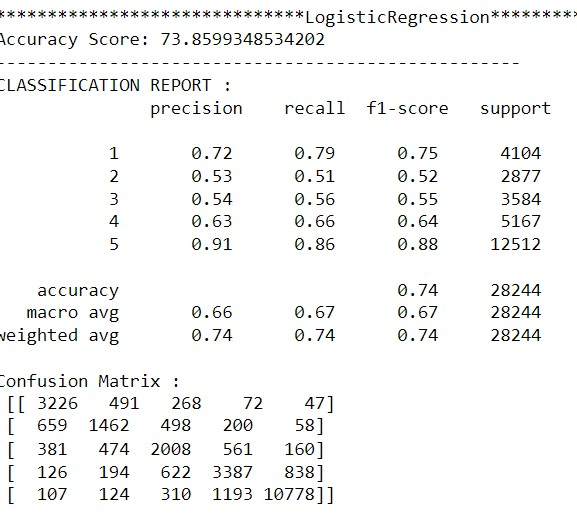 *****************************LogisticRegression*********
Accuracy Score: 73.8599348534202
---------------------------------------------------
CLASSIFICATION REPORT :
precision recall f1-score support
1 0.72 0.79 0.75 4104
2 0.53 0.51 0.52 2877
3 0.54 0.56 0.55 3584
4 0.63 0.66 0.64 5167
5 0.91 0.86 0.88 12512
accuracy 0.74 28244
macro avg 0.66 0.67 0.67 28244
weighted avg 0.74 0.74 0.74 28244
Confusion Matrix :
[[ 3226 491 268 72 47]
[ 659 1462 498 200 58]
[ 381 474 2008 561 160]
[ 126 194 622 3387 838]
[ 107 124 310 1193 10778]]